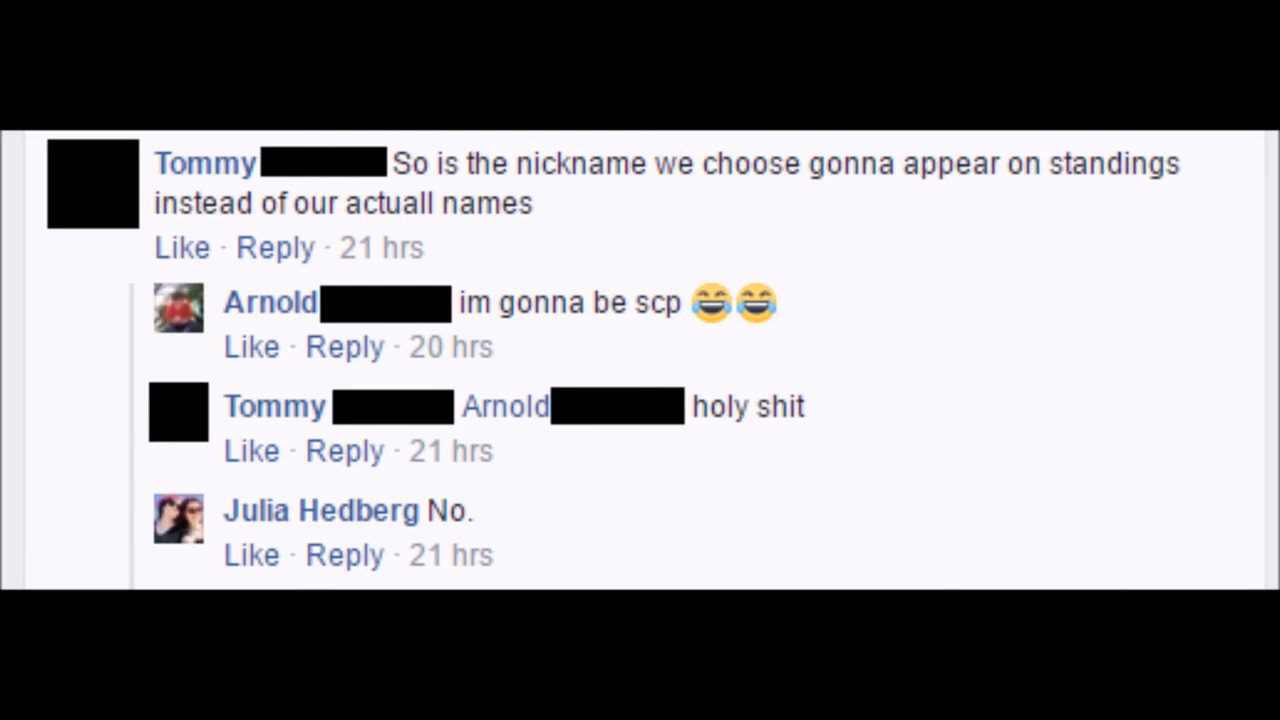 Tommy So is the nickname we choose gonna appear on standings
instead of our actuall names
Like · Reply · 21 hrs
Arnold im gonna be scp 😂😂
Like · Reply · 20 hrs
Tommy Arnold holy shit
Like · Reply · 21 hrs
Julia Hedberg No.
Like · Reply · 21 hrs